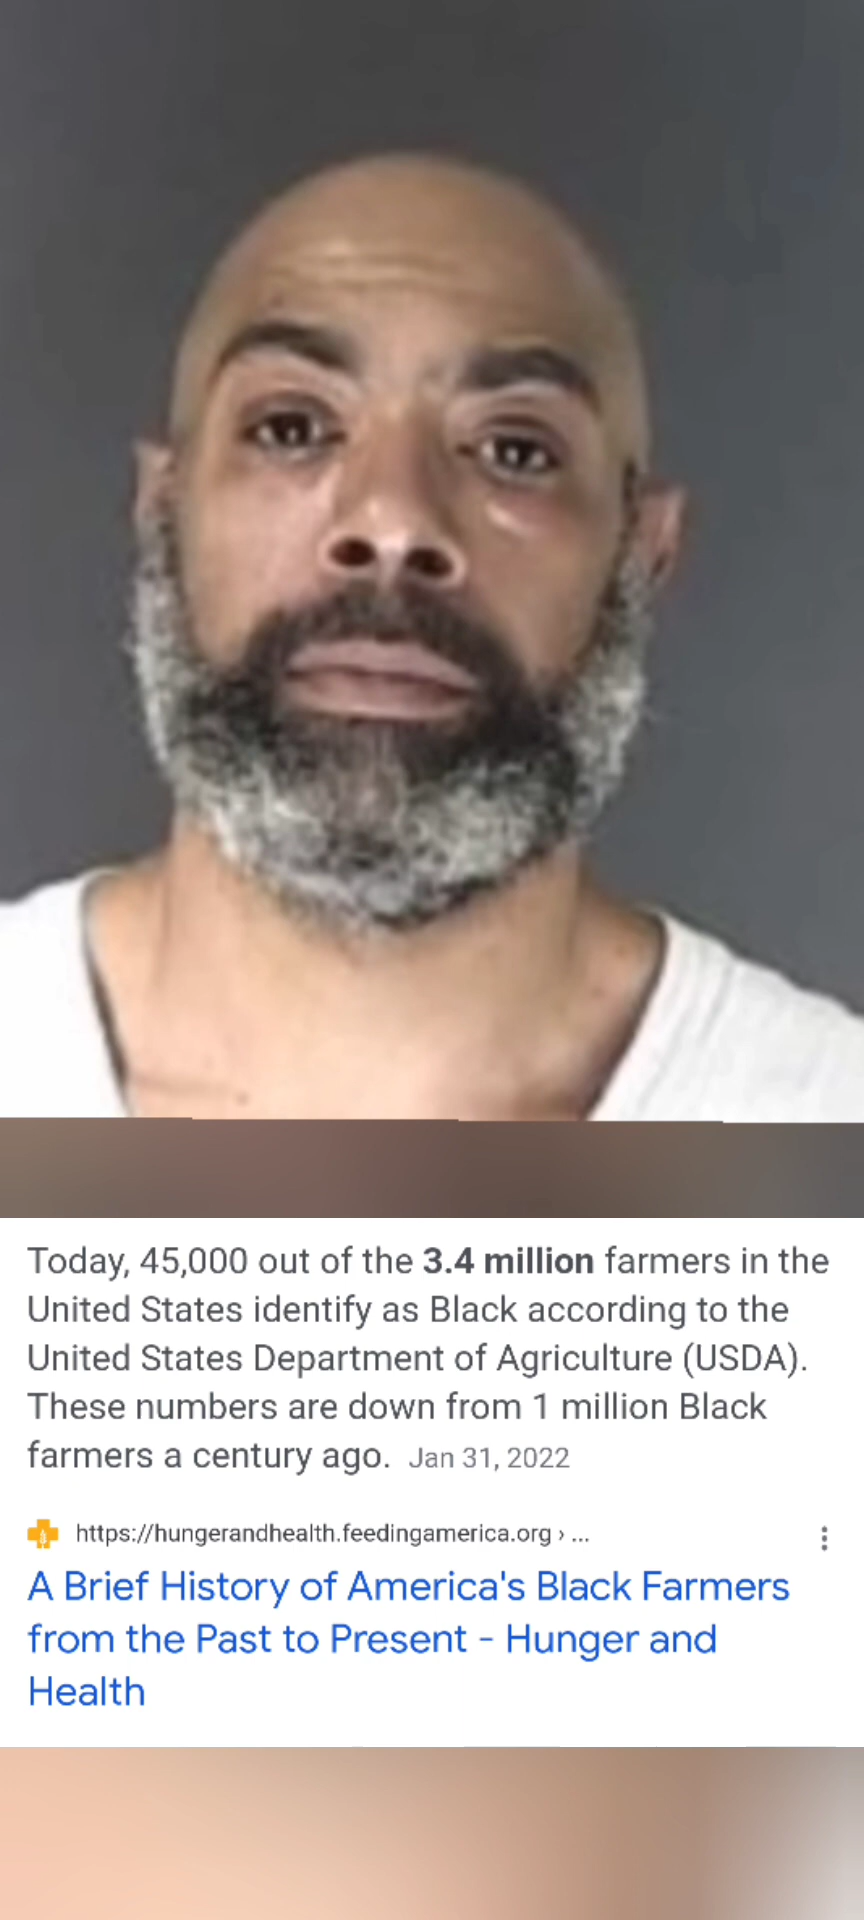 Today, 45,000 out of the 3.4 million farmers in the
United States identify as Black according to the
United States Department of Agriculture (USDA).
These numbers are down from 1 million Black
farmers a century ago. Jan 31, 2022
https://hungerandhealth.feedingamerica.org › ...
A Brief History of America's Black Farmers
from the Past to Present - Hunger and
Health